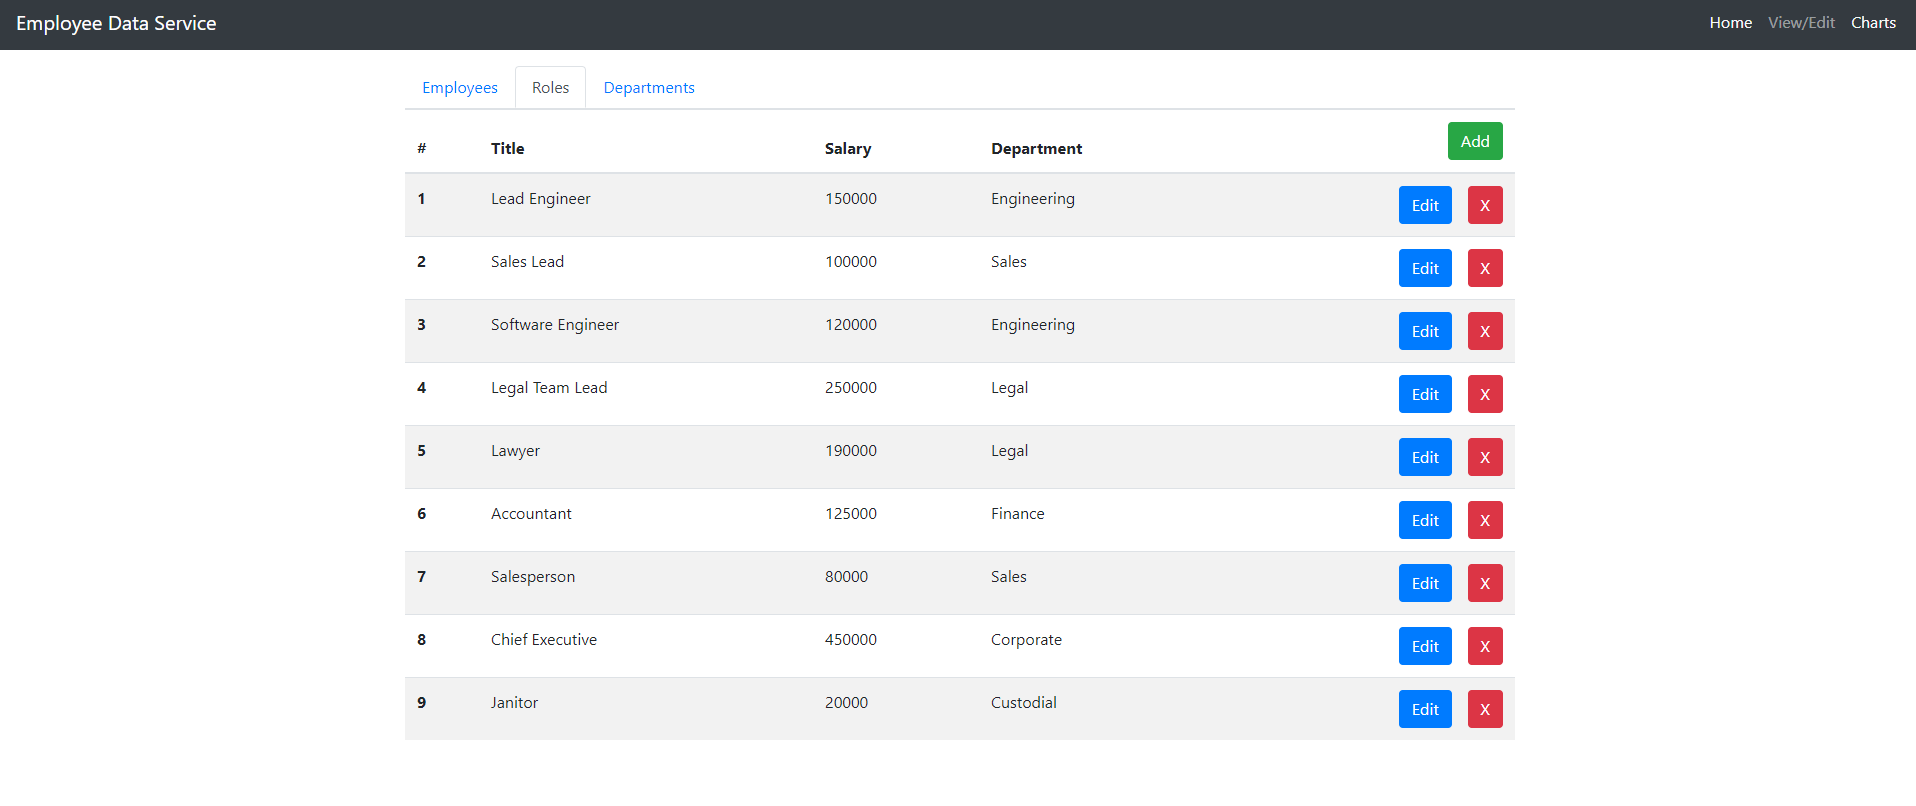 Employee Data Service Home View/Edit Charts
Employees Roles Departments
# Title Salary Department Add
1 Lead Engineer 150000 Engineering Edit X
2 Sales Lead 100000 Sales Edit X
3 Software Engineer 120000 Engineering Edit X
4 Legal Team Lead 250000 Legal Edit X
5 Lawyer 190000 Legal Edit X
6 Accountant 125000 Finance Edit X
7 Salesperson 80000 Sales Edit X
8 Chief Executive 450000 Corporate Edit X
9 Janitor 20000 Custodial Edit X